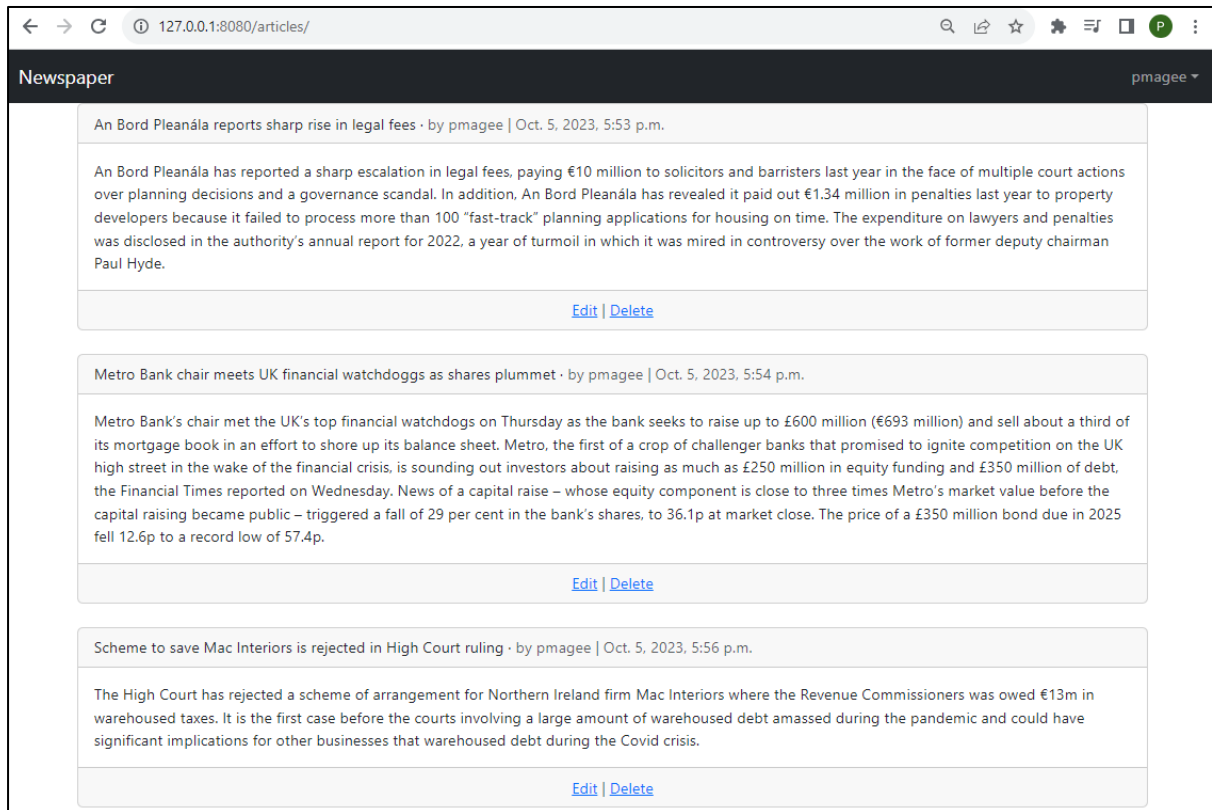 127.0.0.1:8080/articles/
P
Newspaper
pmagee
An Bord Pleanála reports sharp rise in legal fees · by pmagee | Oct. 5, 2023, 5:53 p.m.
An Bord Pleanála has reported a sharp escalation in legal fees, paying €10 million to solicitors and barristers last year in the face of multiple court actions
over planning decisions and a governance scandal. In addition, An Bord Pleanála has revealed it paid out €1.34 million in penalties last year to property
developers because it failed to process more than 100 “fast-track” planning applications for housing on time. The expenditure on lawyers and penalties
was disclosed in the authority’s annual report for 2022, a year of turmoil in which it was mired in controversy over the work of former deputy chairman
Paul Hyde.
Edit | Delete
Metro Bank chair meets UK financial watchdoggs as shares plummet · by pmagee | Oct. 5, 2023, 5:54 p.m.
Metro Bank’s chair met the UK’s top financial watchdogs on Thursday as the bank seeks to raise up to £600 million (€693 million) and sell about a third of
its mortgage book in an effort to shore up its balance sheet. Metro, the first of a crop of challenger banks that promised to ignite competition on the UK
high street in the wake of the financial crisis, is sounding out investors about raising as much as £250 million in equity funding and £350 million of debt,
the Financial Times reported on Wednesday. News of a capital raise – whose equity component is close to three times Metro’s market value before the
capital raising became public – triggered a fall of 29 per cent in the bank’s shares, to 36.1p at market close. The price of a £350 million bond due in 2025
fell 12.6p to a record low of 57.4p.
Edit | Delete
Scheme to save Mac Interiors is rejected in High Court ruling · by pmagee | Oct. 5, 2023, 5:56 p.m.
The High Court has rejected a scheme of arrangement for Northern Ireland firm Mac Interiors where the Revenue Commissioners was owed €13m in
warehoused taxes. It is the first case before the courts involving a large amount of warehoused debt amassed during the pandemic and could have
significant implications for other businesses that warehoused debt during the Covid crisis.
Edit | Delete